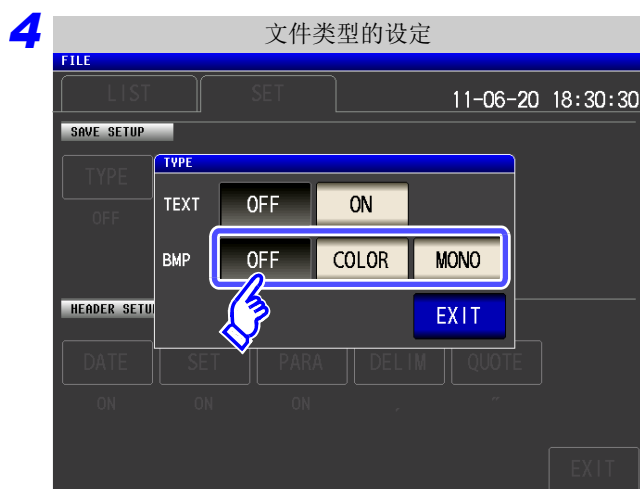 4
文件类型的设定
FILE
LIST SET 11-06-20 18:30:30
SAVE SETUP
TYPE
OFF
TYPE
TEXT OFF ON
BMP OFF COLOR MONO
EXIT
HEADER SETU
DATE SET PARA DELIM QUOTE
ON ON ON , ~
EXIT